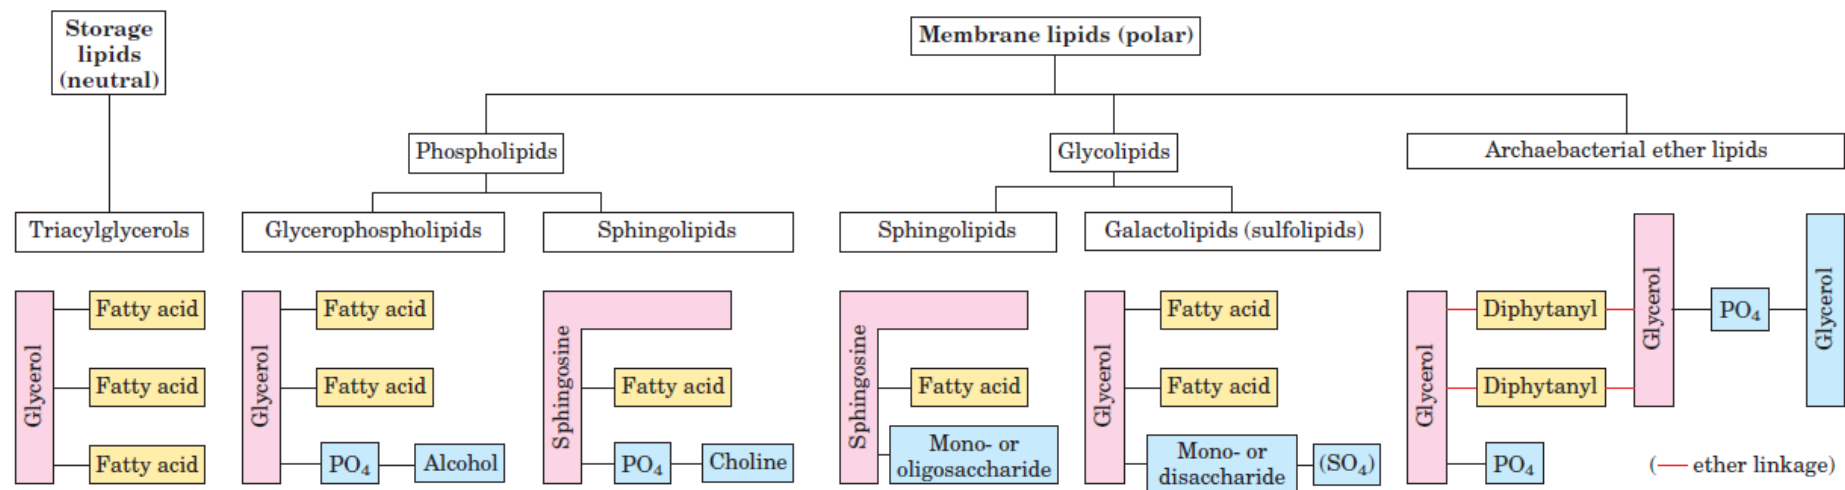 Storage
lipids
(neutral)
Membrane lipids (polar)
Phospholipids
Glycolipids
Archaebacterial ether lipids
Triacylglycerols
Glycerophospholipids
Sphingolipids
Sphingolipids
Galactolipids (sulfolipids)
Glycerol
Fatty acid
Fatty acid
Fatty acid
Glycerol
Fatty acid
Fatty acid
PO₄
Alcohol
Sphingosine
Fatty acid
PO₄
Choline
Sphingosine
Fatty acid
Mono- or
oligosaccharide
Glycerol
Fatty acid
Fatty acid
Mono- or
disaccharide
(SO₄)
Glycerol
Diphytanyl
Diphytanyl
PO₄
Glycerol
PO₄
Glycerol
(— ether linkage)